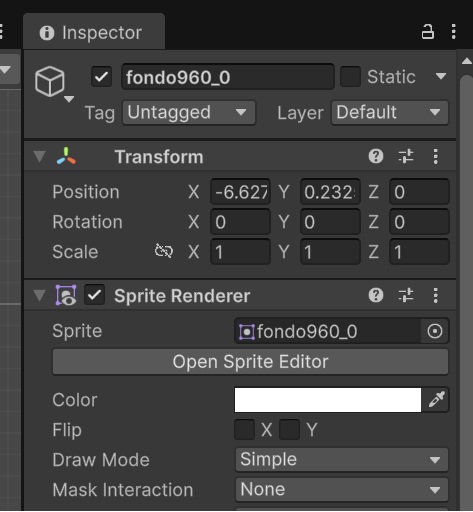 Inspector
fondo960_0 Static
Tag Untagged Layer Default
Transform
Position X -6.627 Y 0.232 Z 0
Rotation X 0 Y 0 Z 0
Scale X 1 Y 1 Z 1
Sprite Renderer
Sprite fondo960_0
Open Sprite Editor
Color
Flip X Y
Draw Mode Simple
Mask Interaction None